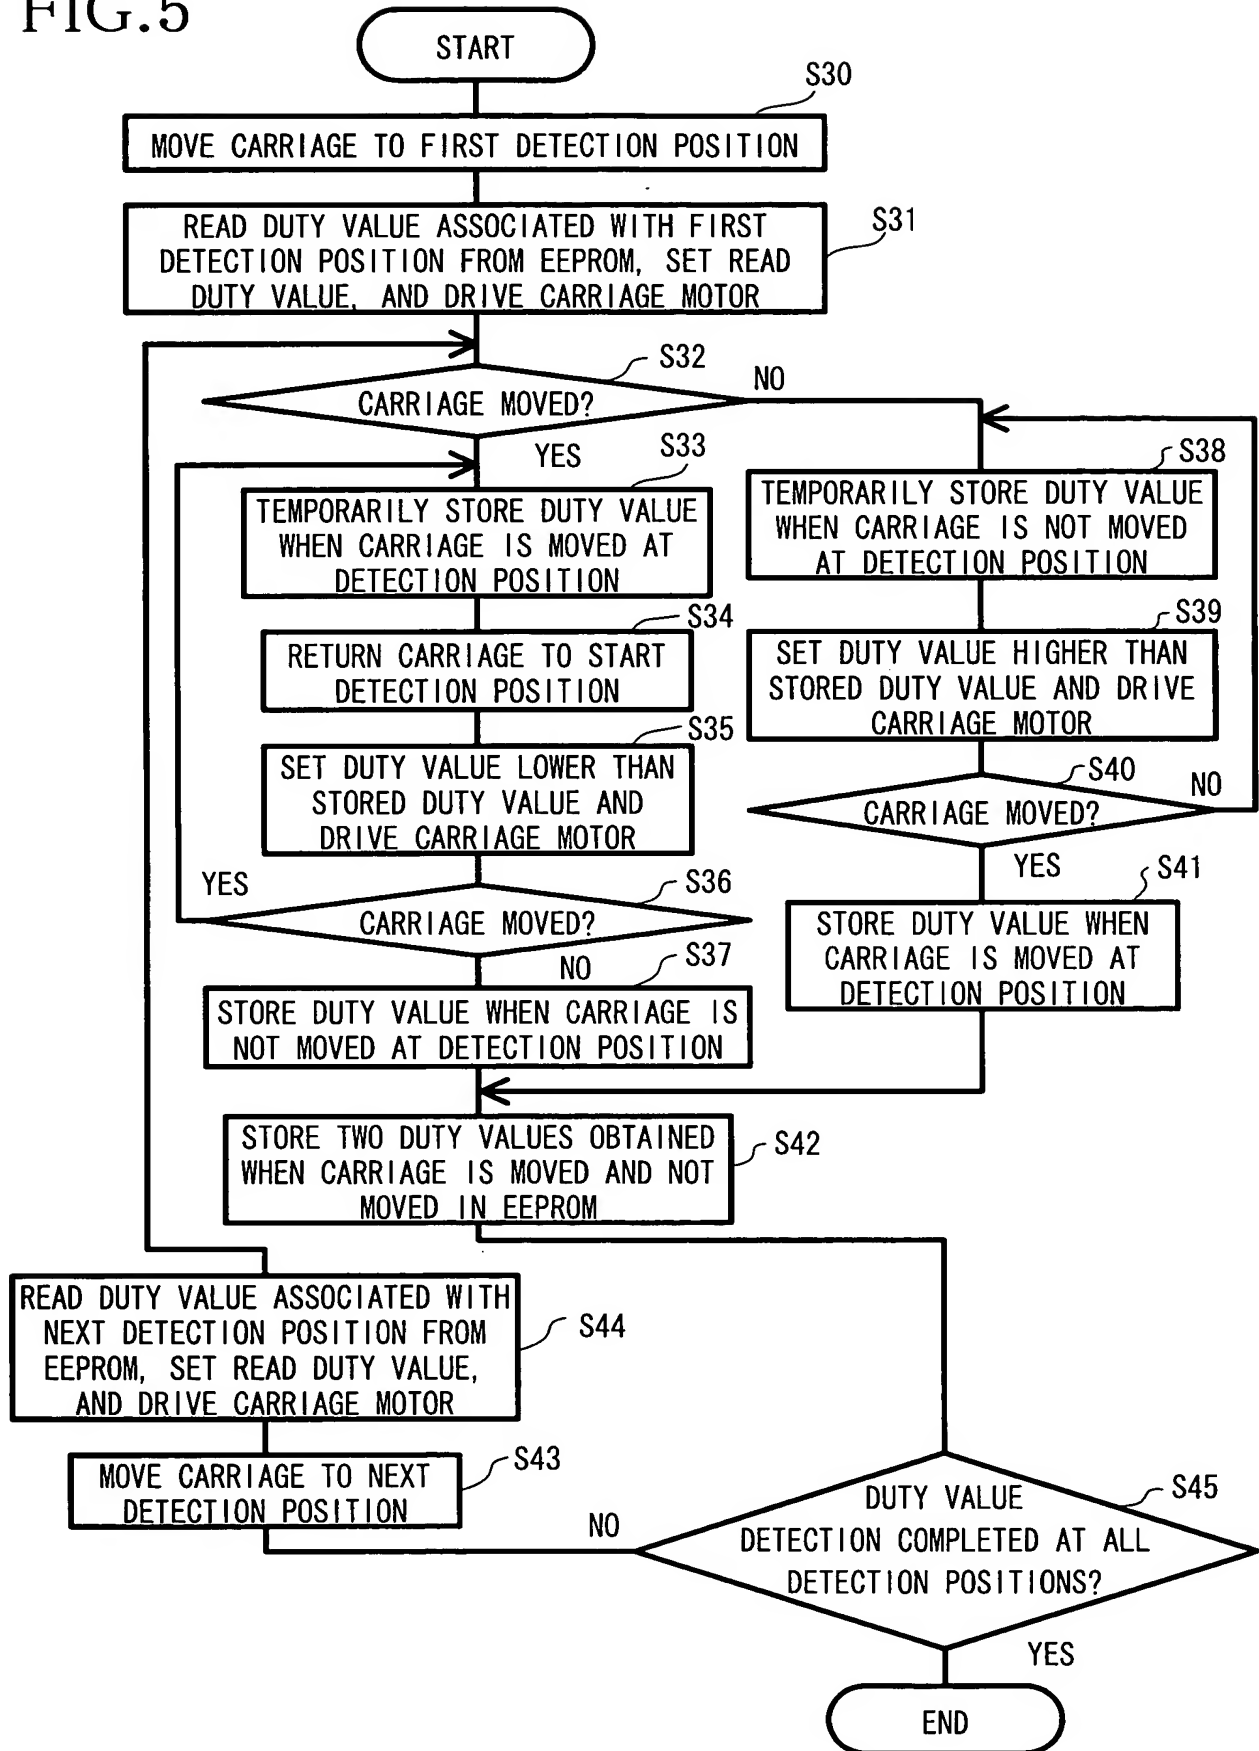 FIG.5
START
S30
MOVE CARRIAGE TO FIRST DETECTION POSITION
S31
READ DUTY VALUE ASSOCIATED WITH FIRST
DETECTION POSITION FROM EEPROM, SET READ
DUTY VALUE, AND DRIVE CARRIAGE MOTOR
S32
CARRIAGE MOVED?
NO
YES
S33
TEMPORARILY STORE DUTY VALUE
WHEN CARRIAGE IS MOVED AT
DETECTION POSITION
S34
RETURN CARRIAGE TO START
DETECTION POSITION
S35
SET DUTY VALUE LOWER THAN
STORED DUTY VALUE AND
DRIVE CARRIAGE MOTOR
YES
S36
CARRIAGE MOVED?
NO
S37
STORE DUTY VALUE WHEN CARRIAGE IS
NOT MOVED AT DETECTION POSITION
S38
TEMPORARILY STORE DUTY VALUE
WHEN CARRIAGE IS NOT MOVED
AT DETECTION POSITION
S39
SET DUTY VALUE HIGHER THAN
STORED DUTY VALUE AND DRIVE
CARRIAGE MOTOR
S40
CARRIAGE MOVED?
NO
YES
S41
STORE DUTY VALUE WHEN
CARRIAGE IS MOVED AT
DETECTION POSITION
STORE TWO DUTY VALUES OBTAINED
WHEN CARRIAGE IS MOVED AND NOT
MOVED IN EEPROM
S42
READ DUTY VALUE ASSOCIATED WITH
NEXT DETECTION POSITION FROM
EEPROM, SET READ DUTY VALUE,
AND DRIVE CARRIAGE MOTOR
S44
MOVE CARRIAGE TO NEXT
DETECTION POSITION
S43
NO
DUTY VALUE
DETECTION COMPLETED AT ALL
DETECTION POSITIONS?
S45
YES
END